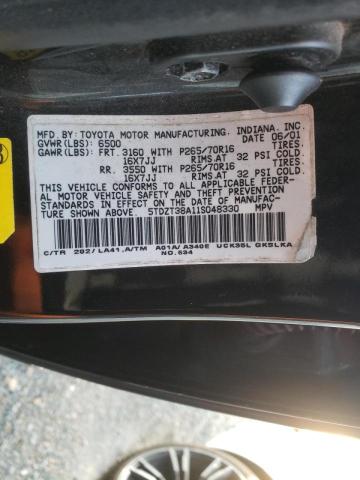 MFD. BY: TOYOTA MOTOR MANUFACTURING, INDIANA, INC.
GVWR (LBS): 6500 DATE 06/01
GAWR (LBS): FRT. 3160 WITH P265/70R16 TIRES,
16X7JJ RIMS, AT 32 PSI COLD.
RR. 3550 WITH P265/70R16 TIRES,
16X7JJ RIMS, AT 32 PSI COLD.
THIS VEHICLE CONFORMS TO ALL APPLICABLE FEDER-
AL MOTOR VEHICLE SAFETY AND THEFT PREVENTION
STANDARDS IN EFFECT ON THE DATE OF MANUFAC-
TURE SHOWN ABOVE. 5TDZT38A11S048330 MPV
C/TR 202/LA41,A/TM A01A/A340E UCK35L GKSLKA
NO.634